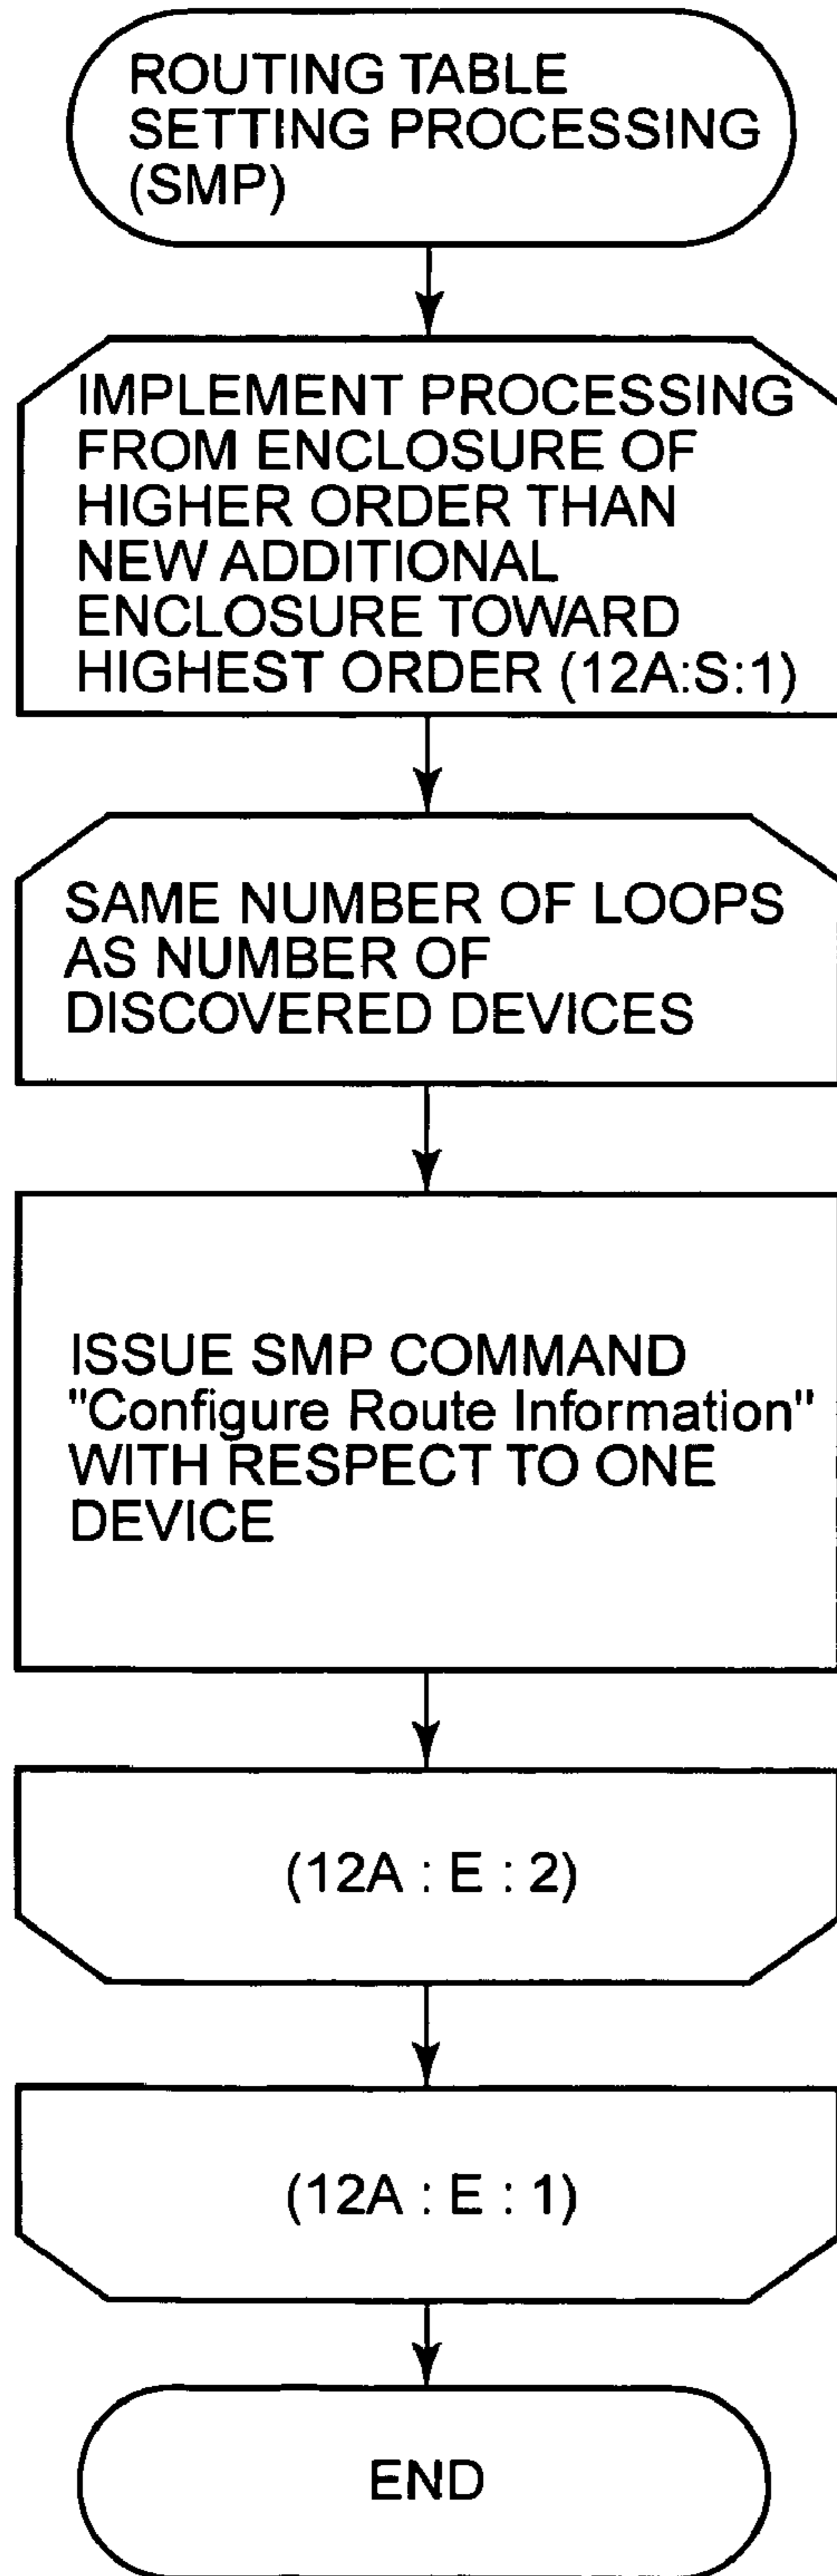 ROUTING TABLE
SETTING PROCESSING
(SMP)
IMPLEMENT PROCESSING
FROM ENCLOSURE OF
HIGHER ORDER THAN
NEW ADDITIONAL
ENCLOSURE TOWARD
HIGHEST ORDER (12A:S:1)
SAME NUMBER OF LOOPS
AS NUMBER OF
DISCOVERED DEVICES
ISSUE SMP COMMAND
"Configure Route Information"
WITH RESPECT TO ONE
DEVICE
(12A : E : 2)
(12A : E : 1)
END